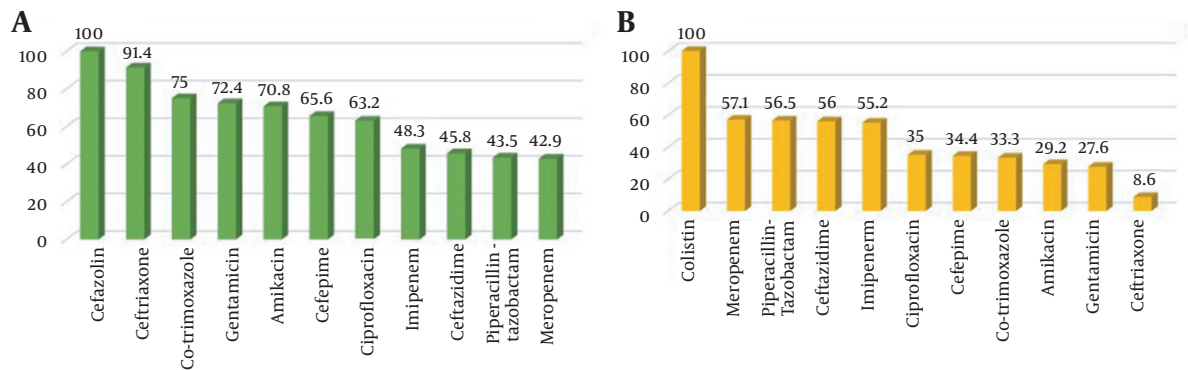 A
100
91.4
75
72.4
70.8
65.6
63.2
48.3
45.8
43.5
42.9
100
80
60
40
20
0
Cefazolin
Ceftriaxone
Co-trimoxazole
Gentamicin
Amikacin
Cefepime
Ciprofloxacin
Imipenem
Ceftazidime
Piperacillin -
tazobactam
Meropenem
B
100
57.1
56.5
56
55.2
35
34.4
33.3
29.2
27.6
8.6
100
80
60
40
20
0
Colistin
Meropenem
Piperacillin-
Tazobactam
Ceftazidime
Imipenerm
Ciprofloxacin
Cefepime
Co-trimoxazole
Amikacin
Gentamicin
Ceftriaxone